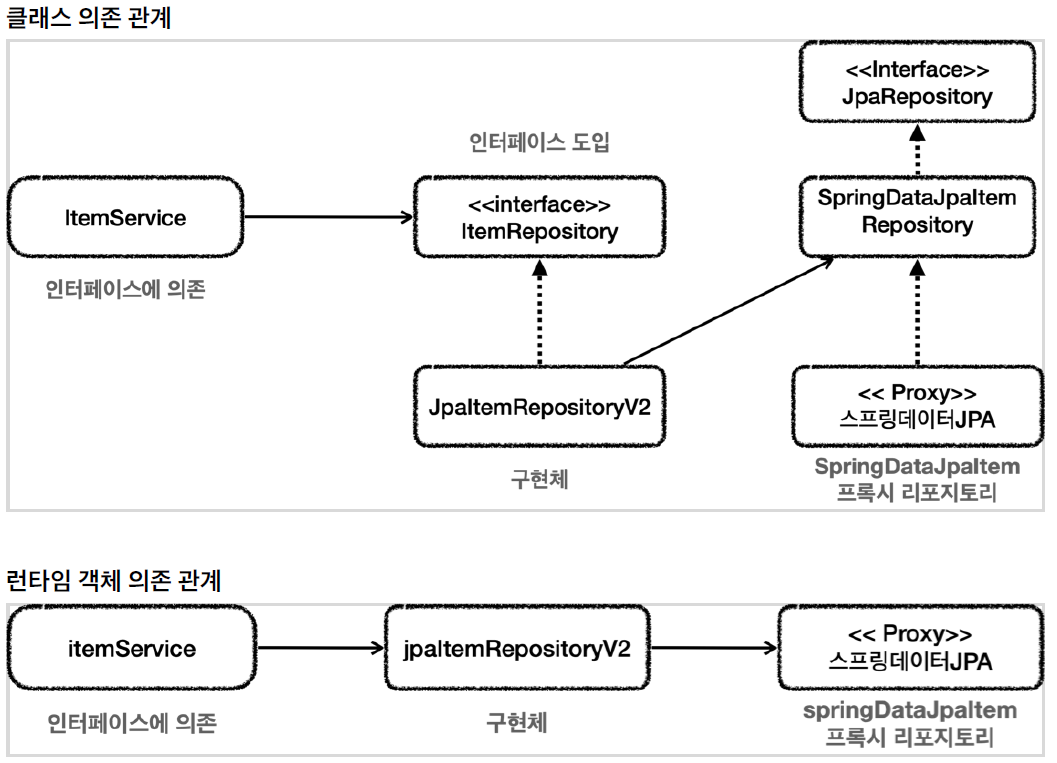 클래스 의존 관계
<<Interface>>
JpaRepository
인터페이스 도입
ItemService
<<interface>>
ItemRepository
SpringDataJpaItem
Repository
인터페이스에 의존
JpaItemRepositoryV2
<< Proxy>>
스프링데이터JPA
구현체
SpringDataJpaItem
프록시 리포지토리
런타임 객체 의존 관계
itemService
jpaItemRepositoryV2
<< Proxy>>
스프링데이터JPA
인터페이스에 의존
구현체
springDataJpaItem
프록시 리포지토리